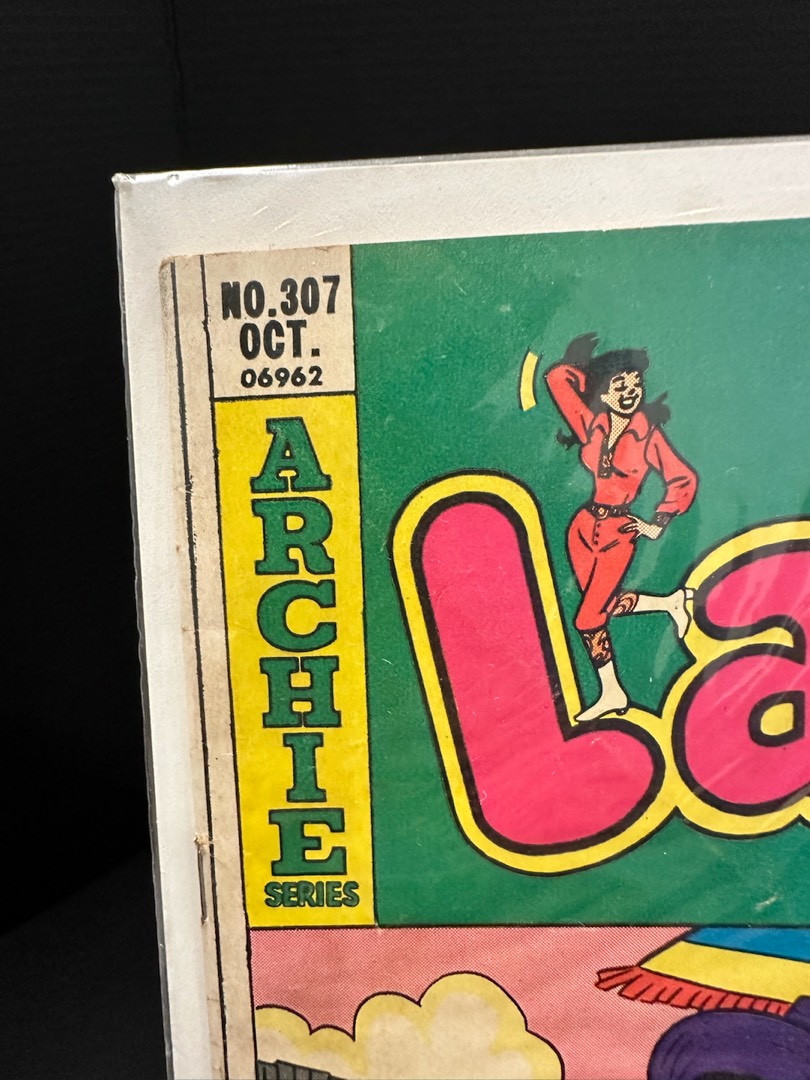 NO.307
OCT.
06962
ARCHIE
SERIES
La